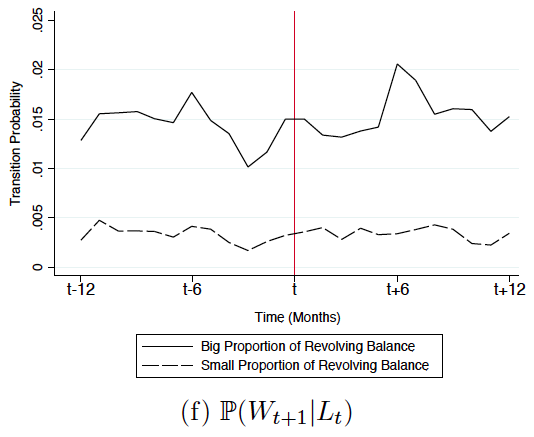 Transition Probability
.025
.02
.015
.01
.005
0
t-12
t-6
t
t+6
t+12
Time (Months)
Big Proportion of Revolving Balance
Small Proportion of Revolving Balance
(f) ℙ(W_{t+1}|L_t)